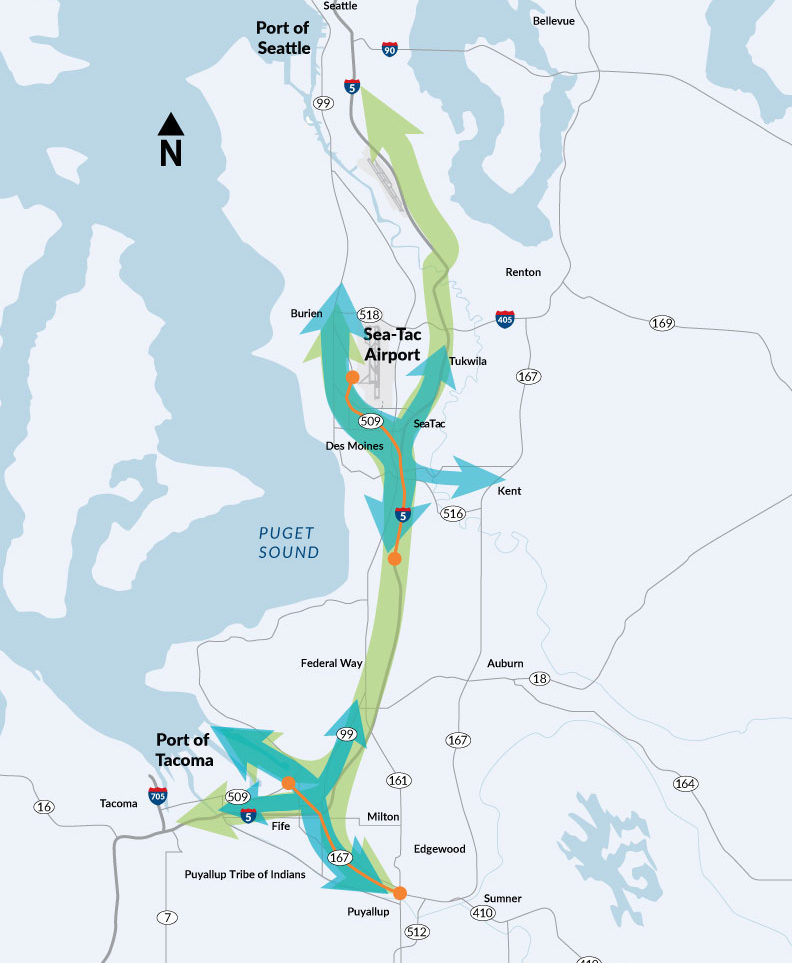 Seattle
Port of
Seattle
Bellevue
90
5
99
N
Renton
Burien
518
405
169
Sea-Tac
Airport
Tukwila
167
509
SeaTac
Des Moines
Kent
5
516
PUGET
SOUND
Federal Way
Auburn
18
99
Port of
Tacoma
167
161
164
705
509
Tacoma
16
5
Fife
Milton
Edgewood
167
Puyallup Tribe of Indians
Sumner
Puyallup
410
7
512
410